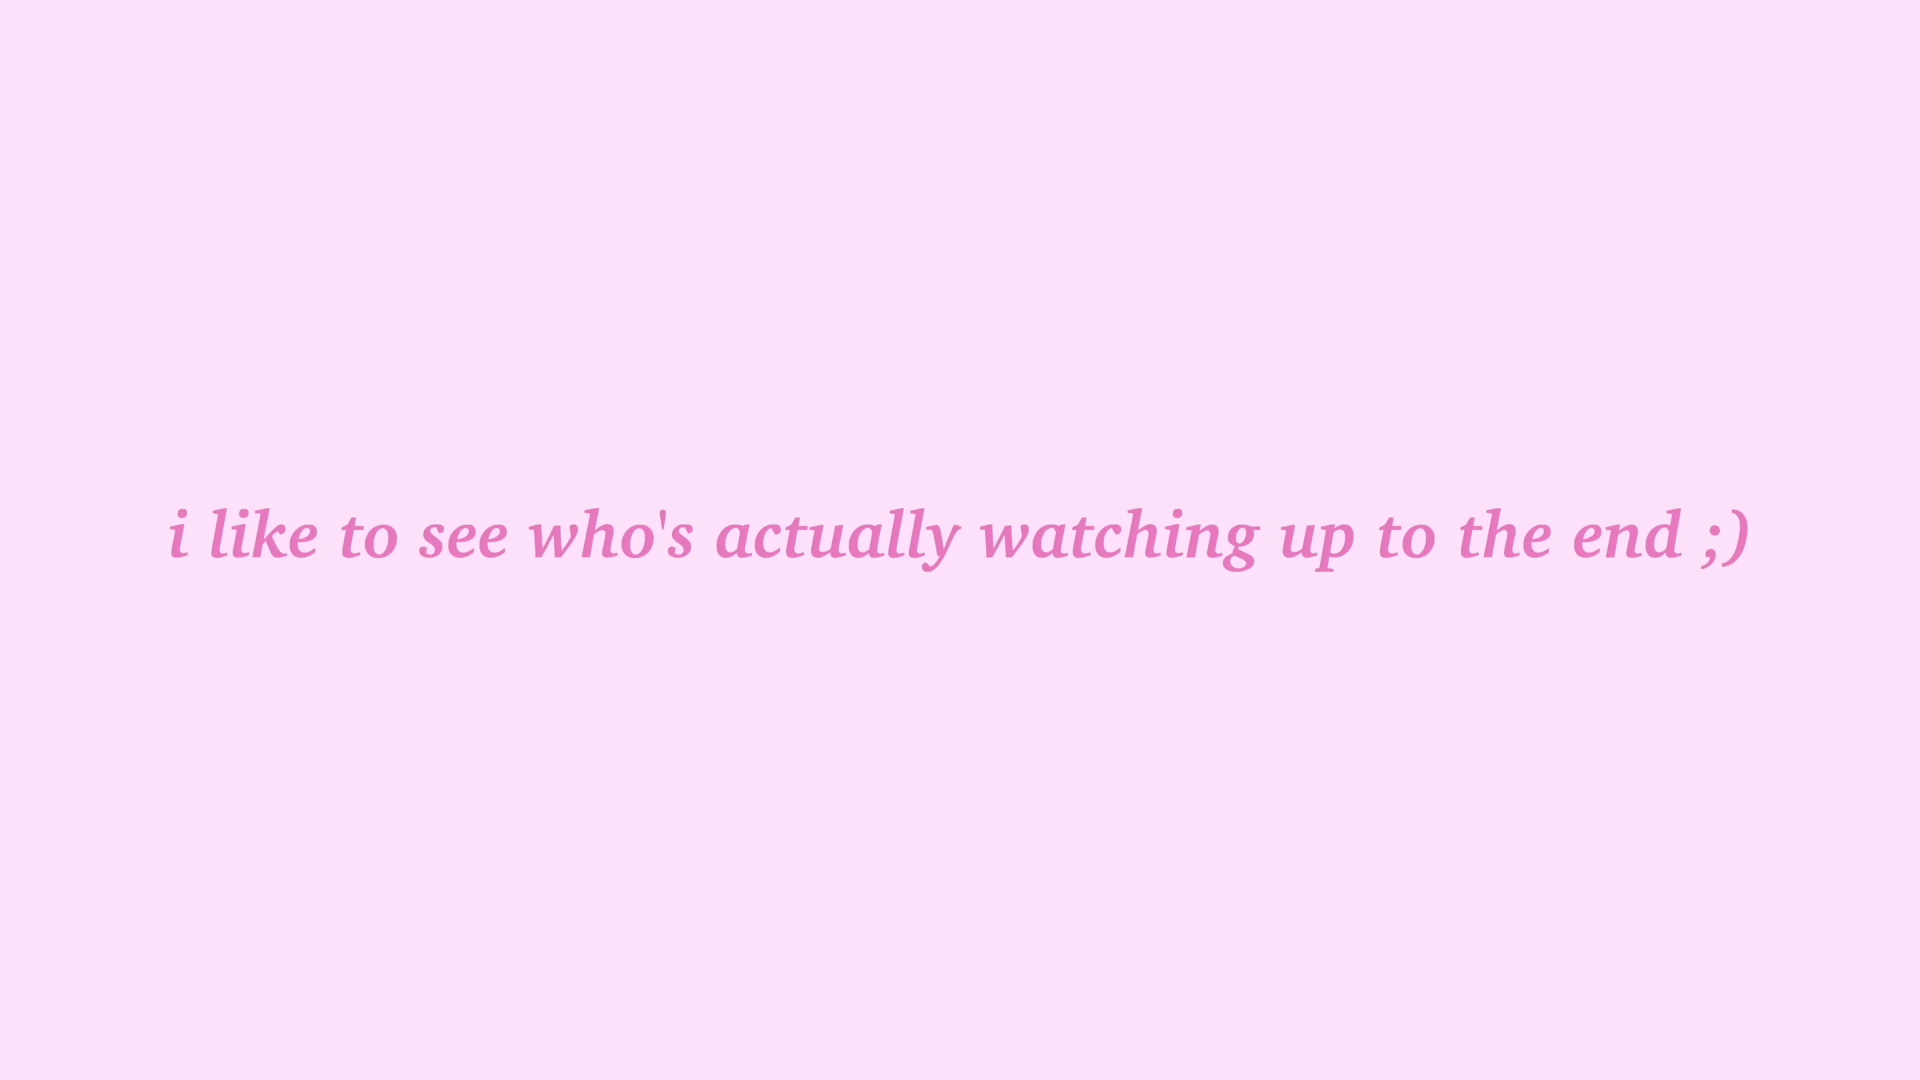 i like to see who's actually watching up to the end ;)